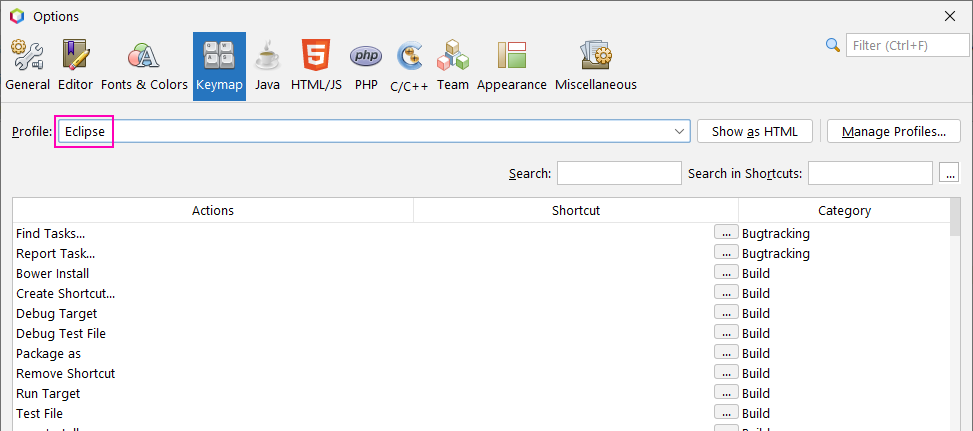 Options
Filter (Ctrl+F)
General Editor Fonts & Colors Keymap Java HTML/JS PHP C/C++ Team Appearance Miscellaneous
Profile: Eclipse Show as HTML Manage Profiles...
Search: Search in Shortcuts: ...
Actions Shortcut Category
Find Tasks... ... Bugtracking
Report Task... ... Bugtracking
Bower Install ... Build
Create Shortcut... ... Build
Debug Target ... Build
Debug Test File ... Build
Package as ... Build
Remove Shortcut ... Build
Run Target ... Build
Test File ... Build